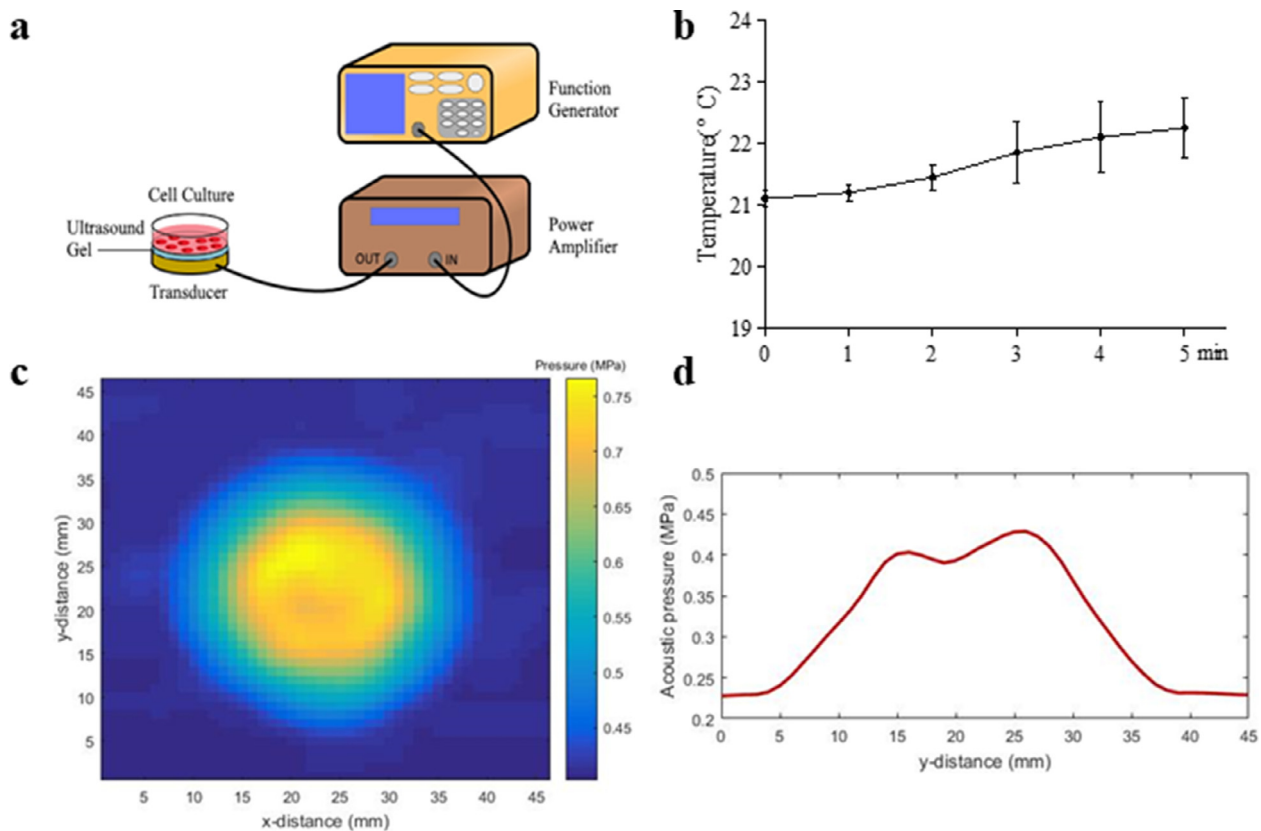 a
Function
Generator
Cell Culture
Ultrasound
Gel
Power
Amplifier
OUT
IN
Transducer
b
24
23
22
21
20
19
Temperature(° C)
0 1 2 3 4 5 min
c
Pressure (MPa)
45
40
35
30
25
20
15
10
5
y-distance (mm)
5 10 15 20 25 30 35 40 45
x-distance (mm)
0.75
0.7
0.65
0.6
0.55
0.5
0.45
d
0.5
0.45
0.4
0.35
0.3
0.25
0.2
Acoustic pressure (MPa)
0 5 10 15 20 25 30 35 40 45
y-distance (mm)